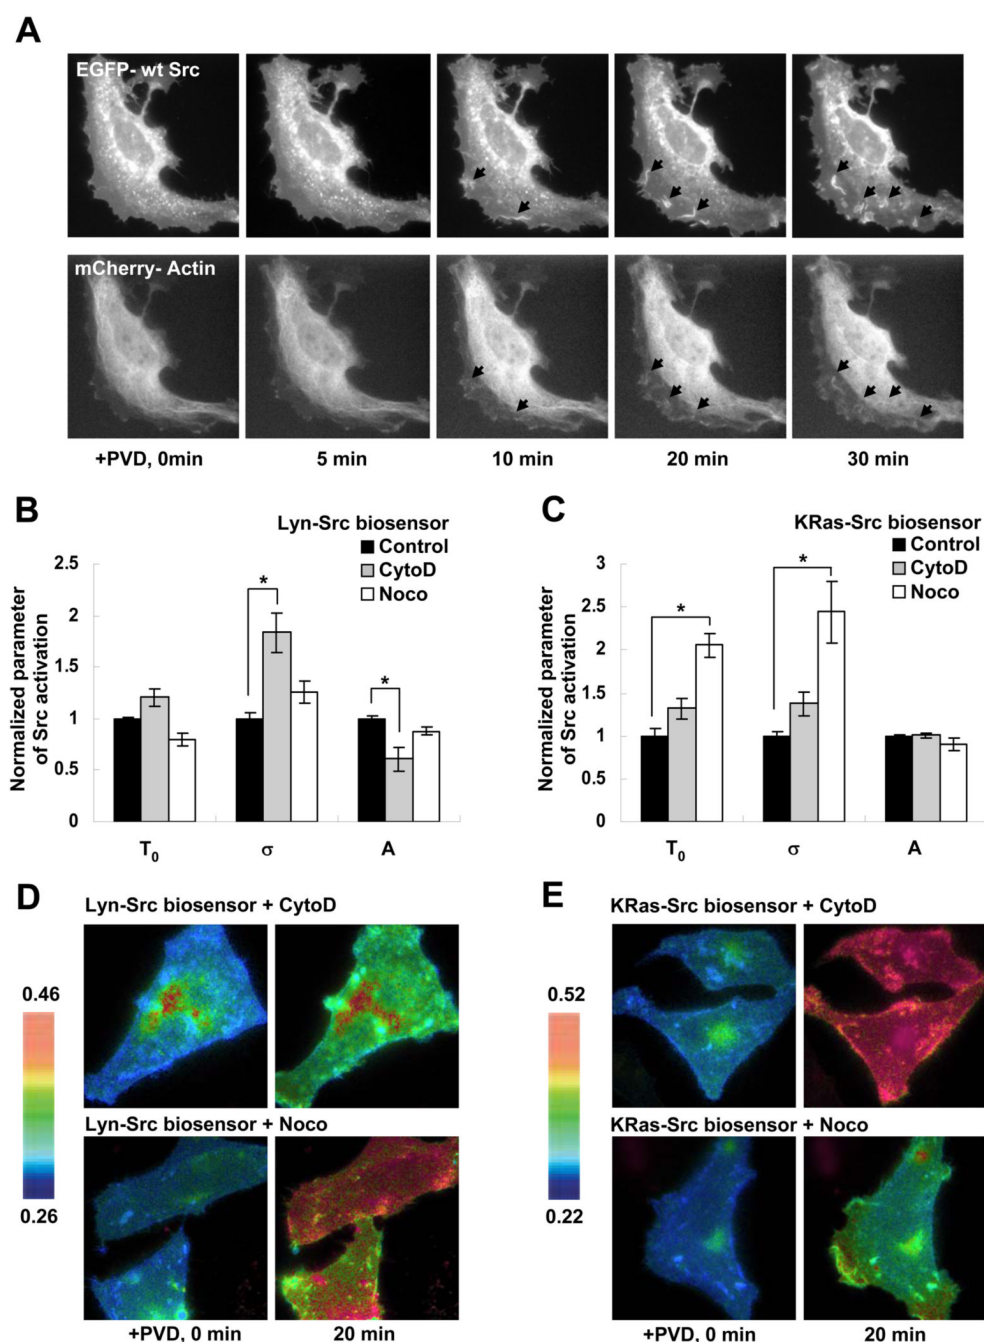 A
EGFP- wt Src
mCherry- Actin
+PVD, 0min 5 min 10 min 20 min 30 min
B
Lyn-Src biosensor
Control
CytoD
Noco
Normalized parameter
of Src activation
2.5
2
1.5
1
0.5
0
*
*
T0 σ A
C
KRas-Src biosensor
Control
CytoD
Noco
Normalized parameter
of Src activation
3
2.5
2
1.5
1
0.5
0
*
*
T0 σ A
D
Lyn-Src biosensor + CytoD
0.46
0.26
Lyn-Src biosensor + Noco
+PVD, 0 min 20 min
E
KRas-Src biosensor + CytoD
0.52
0.22
KRas-Src biosensor + Noco
+PVD, 0 min 20 min